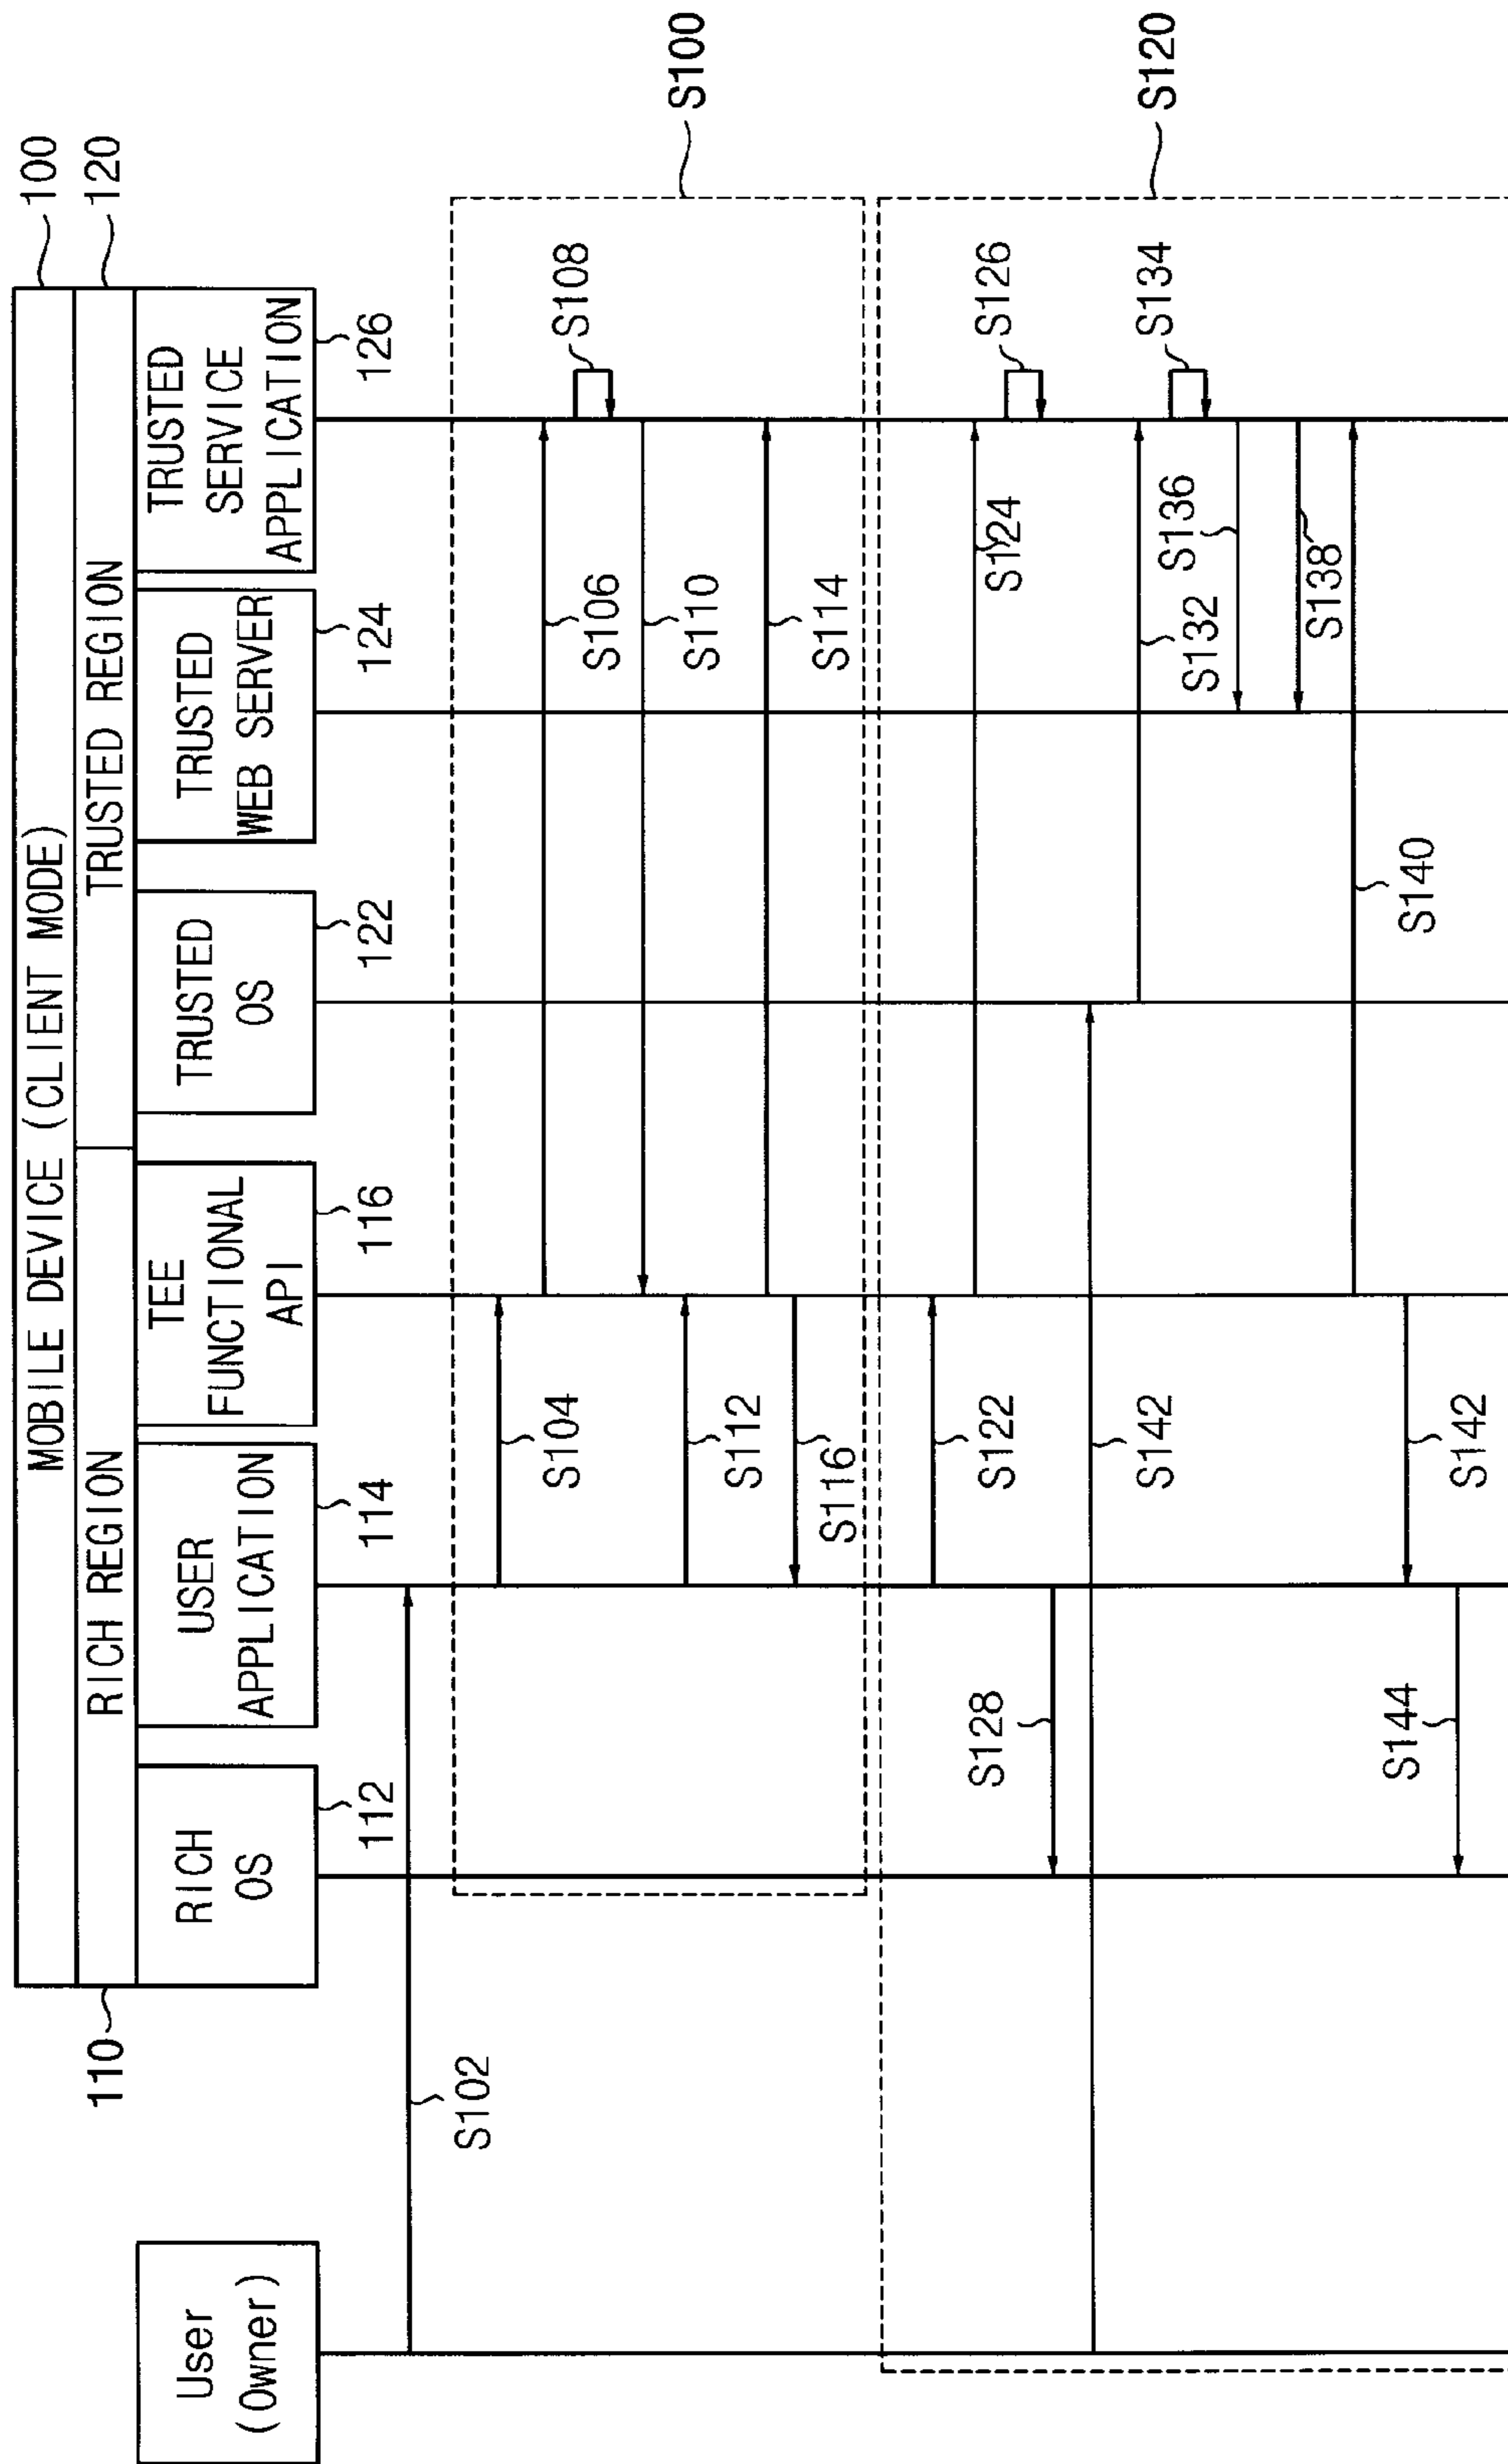 MOBILE DEVICE (CLIENT MODE)
100
RICH REGION
TRUSTED REGION
110
120
User
(Owner)
RICH
OS
112
USER
APPLICATION
114
TEE
FUNCTIONAL
API
116
TRUSTED
OS
122
TRUSTED
WEB SERVER
124
TRUSTED
SERVICE
APPLICATION
126
S102
S100
S104
S106
S108
S110
S112
S114
S116
S120
S122
S124
S126
S128
S142
S132
S134
S136
S138
S140
S142
S144